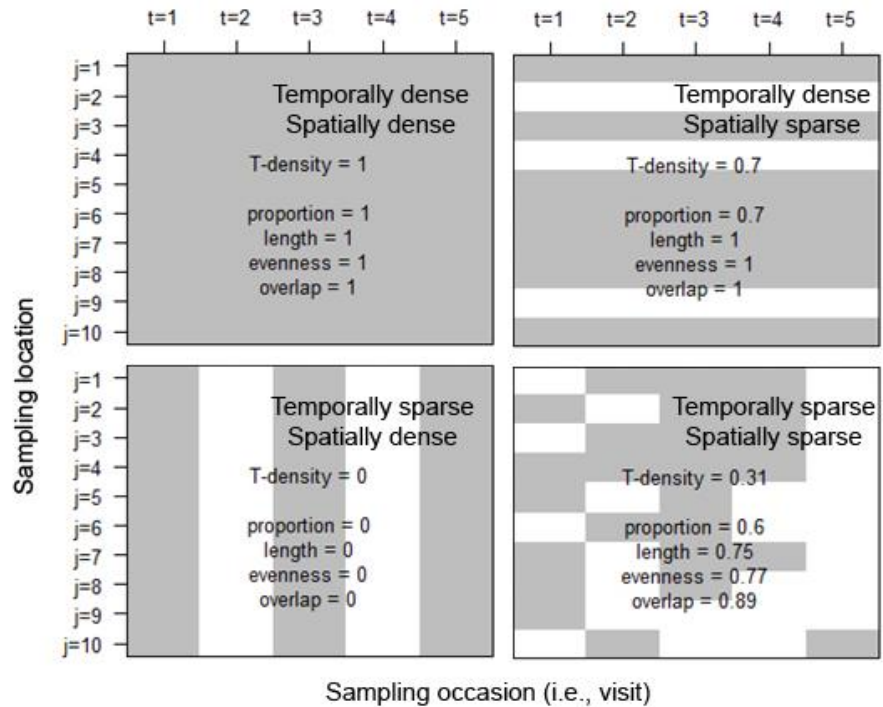 t=1 t=2 t=3 t=4 t=5 t=1 t=2 t=3 t=4 t=5
j=1
j=2
j=3
j=4
j=5
j=6
j=7
j=8
j=9
j=10
Temporally dense
Spatially dense
T-density = 1
proportion = 1
length = 1
evenness = 1
overlap = 1
Temporally dense
Spatially sparse
T-density = 0.7
proportion = 0.7
length = 1
evenness = 1
overlap = 1
Sampling location
j=1
j=2
j=3
j=4
j=5
j=6
j=7
j=8
j=9
j=10
Temporally sparse
Spatially dense
T-density = 0
proportion = 0
length = 0
evenness = 0
overlap = 0
Temporally sparse
Spatially sparse
T-density = 0.31
proportion = 0.6
length = 0.75
evenness = 0.77
overlap = 0.89
Sampling occasion (i.e., visit)